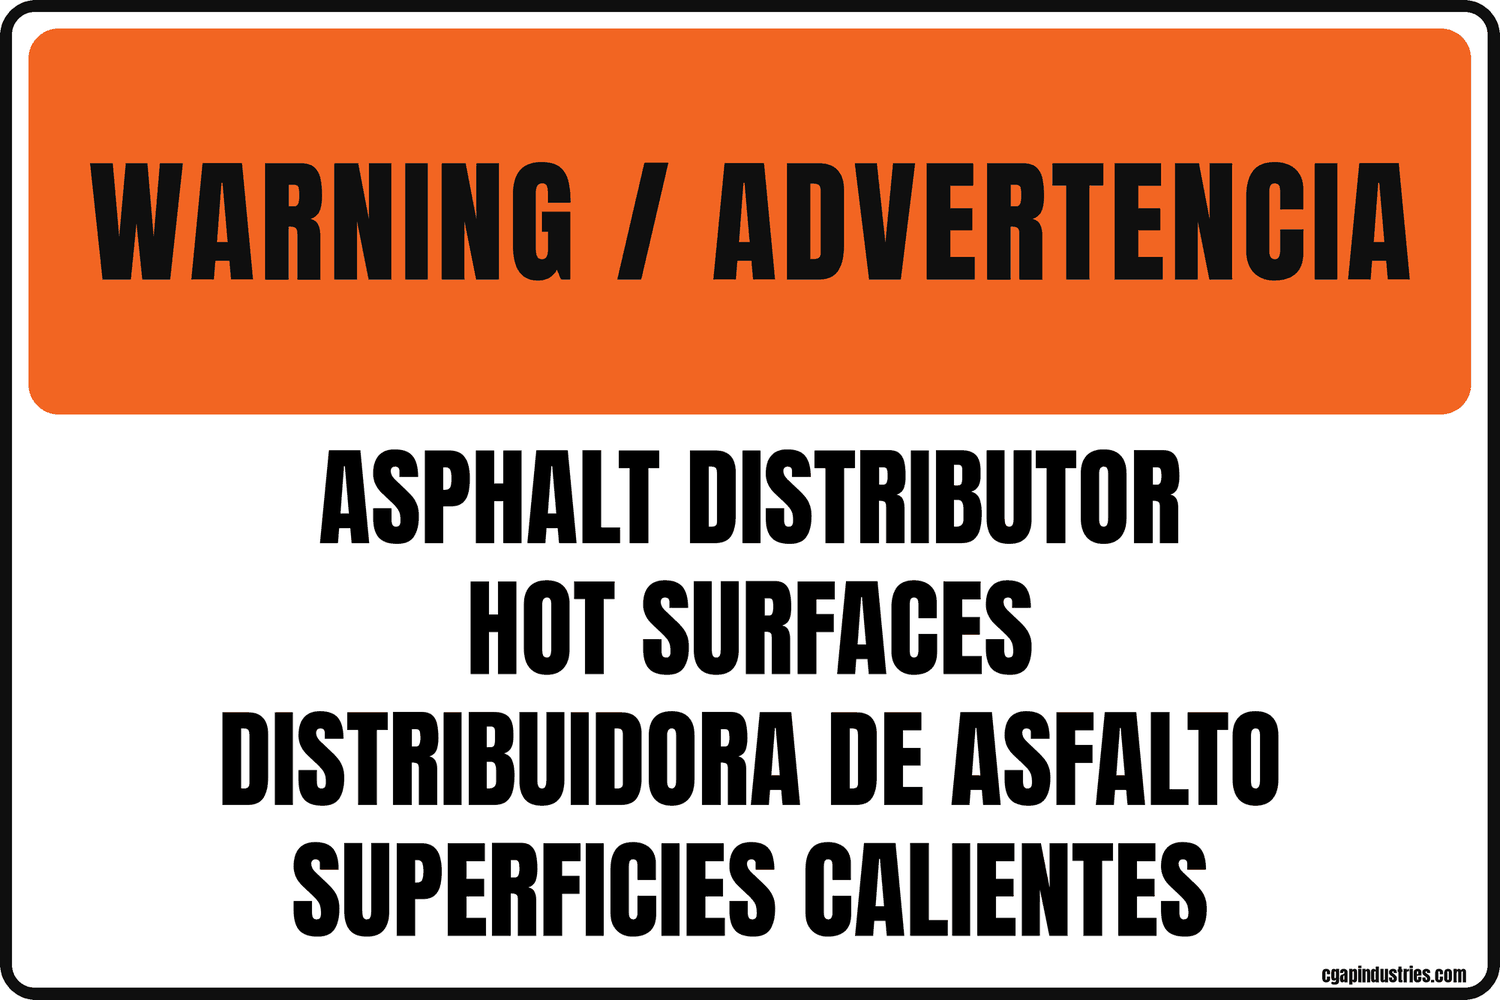 WARNING / ADVERTENCIA
ASPHALT DISTRIBUTOR
HOT SURFACES
DISTRIBUIDORA DE ASFALTO
SUPERFICIES CALIENTES
cgapindustries.com